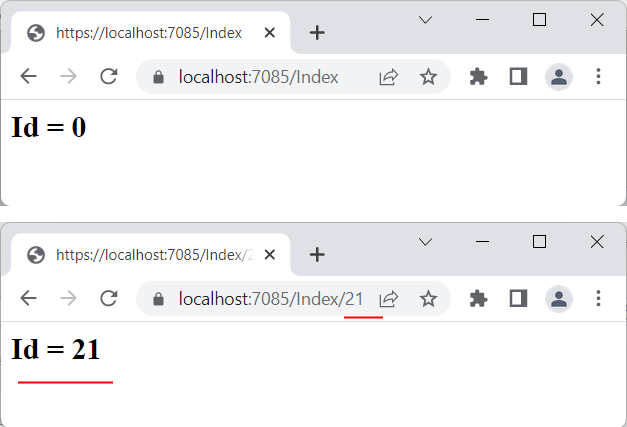 https://localhost:7085/Index
localhost:7085/Index
Id = 0
https://localhost:7085/Index/2
localhost:7085/Index/21
Id = 21